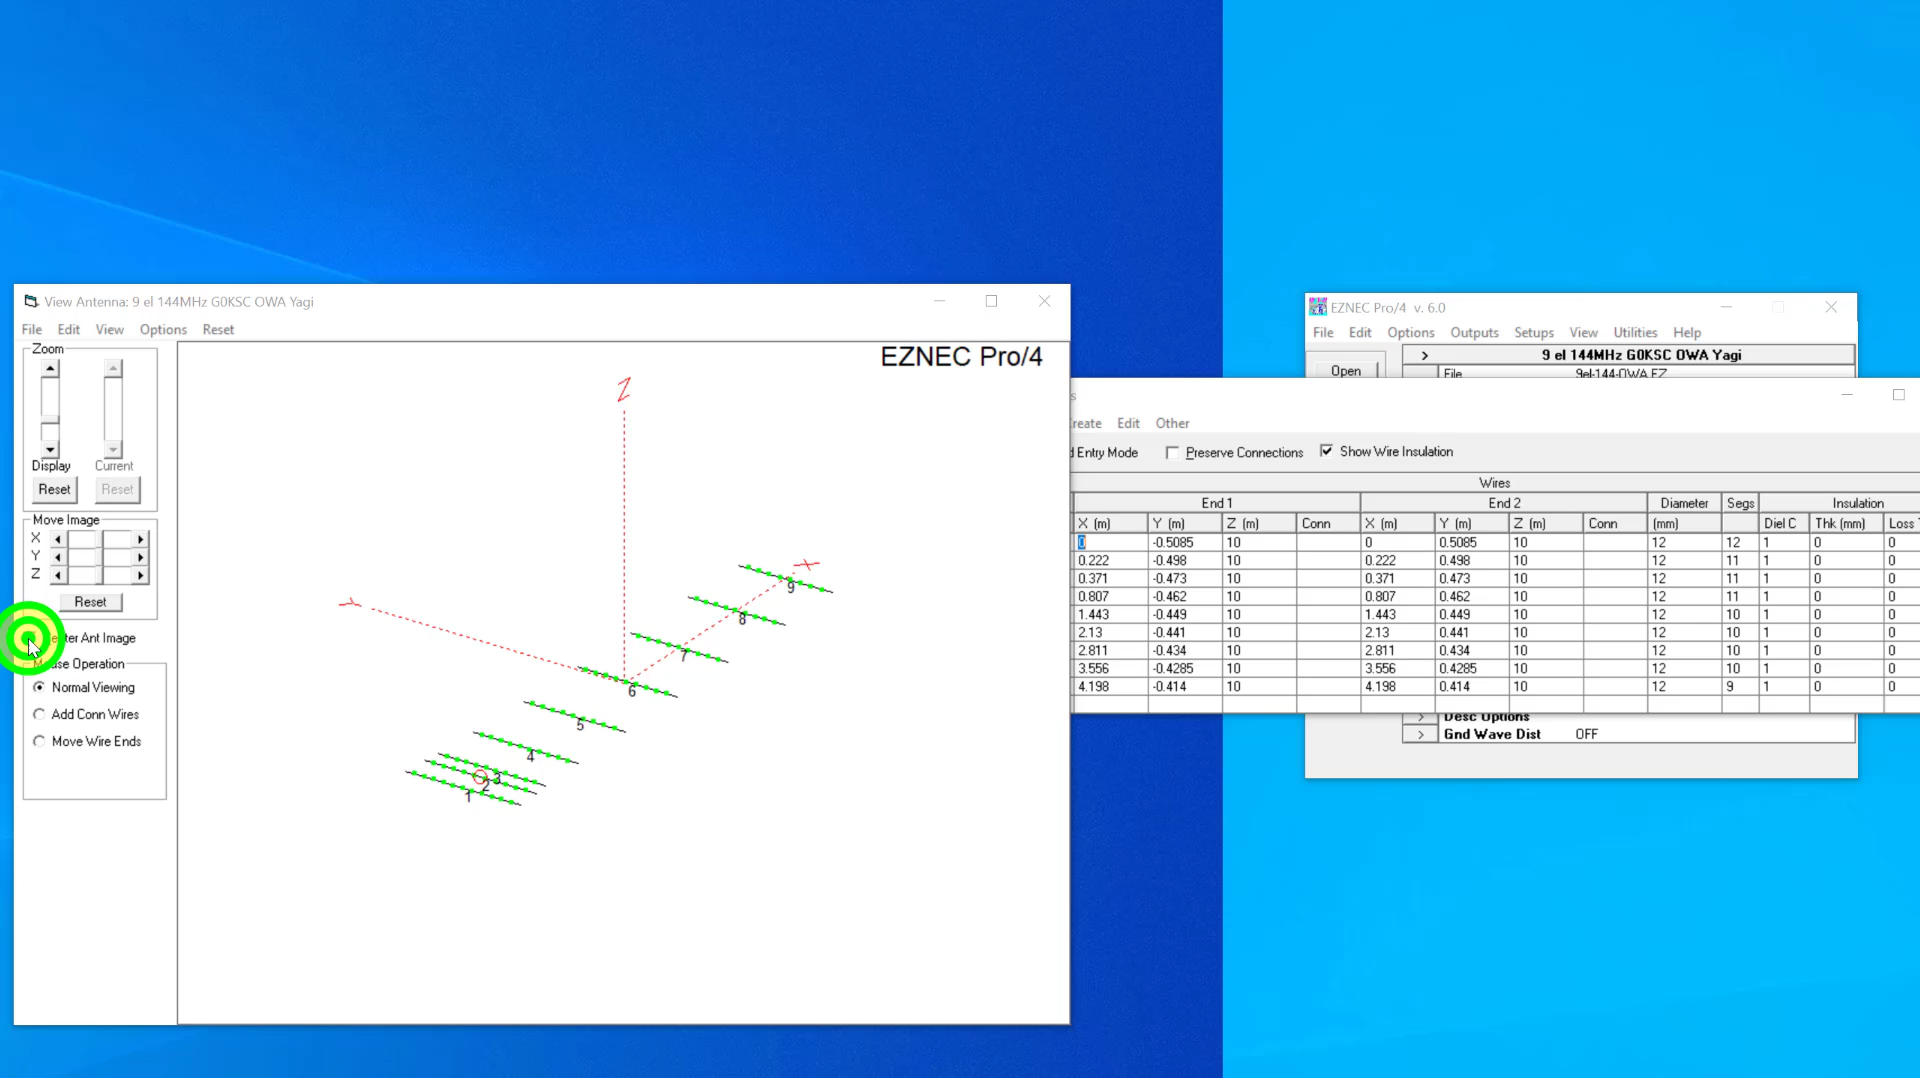 View Antenna: 9 el 144MHz G0KSC OWA Yagi
File Edit View Options Reset
Zoom
Display Current
Reset Reset
Move Image
X
Y
Z
Reset
Ant Image
Operation
Normal Viewing
Add Conn Wires
Move Wire Ends
EZNEC Pro/4
Z
Y
X
9
8
7
6
5
4
3
2
1
EZNEC Pro/4 v. 6.0
File Edit Options Outputs Setups View Utilities Help
Open
> 9 el 144MHz G0KSC OWA Yagi
File 9el-144-OWA.EZ
s
reate Edit Other
d Entry Mode Preserve Connections Show Wire Insulation
Wires
End 1 End 2 Diameter Segs Insulation
X (m) Y (m) Z (m) Conn X (m) Y (m) Z (m) Conn (mm) Diel C Thk (mm) Loss T
0 -0.5085 10 0 0.5085 10 12 12 1 0 0
0.222 -0.498 10 0.222 0.498 10 12 11 1 0 0
0.371 -0.473 10 0.371 0.473 10 12 11 1 0 0
0.807 -0.462 10 0.807 0.462 10 12 11 1 0 0
1.443 -0.449 10 1.443 0.449 10 12 10 1 0 0
2.13 -0.441 10 2.13 0.441 10 12 10 1 0 0
2.811 -0.434 10 2.811 0.434 10 12 10 1 0 0
3.556 -0.4285 10 3.556 0.4285 10 12 10 1 0 0
4.198 -0.414 10 4.198 0.414 10 12 9 1 0 0
> Desc Options
> Gnd Wave Dist OFF